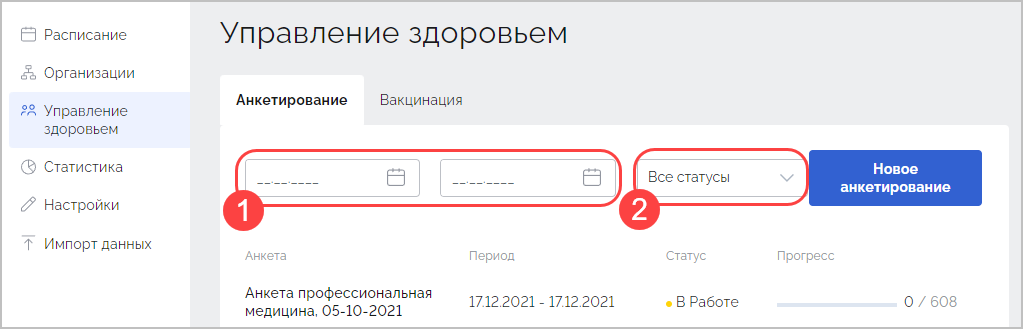 Расписание
Организации
Управление
здоровьем
Статистика
Настройки
Импорт данных
Управление здоровьем
Анкетирование Вакцинация
__.__.____ __.__.____ Все статусы Новое
анкетирование
1 2
Анкета Период Статус Прогресс
Анкета профессиональная
медицина, 05-10-2021 17.12.2021 - 17.12.2021 В Работе 0 / 608